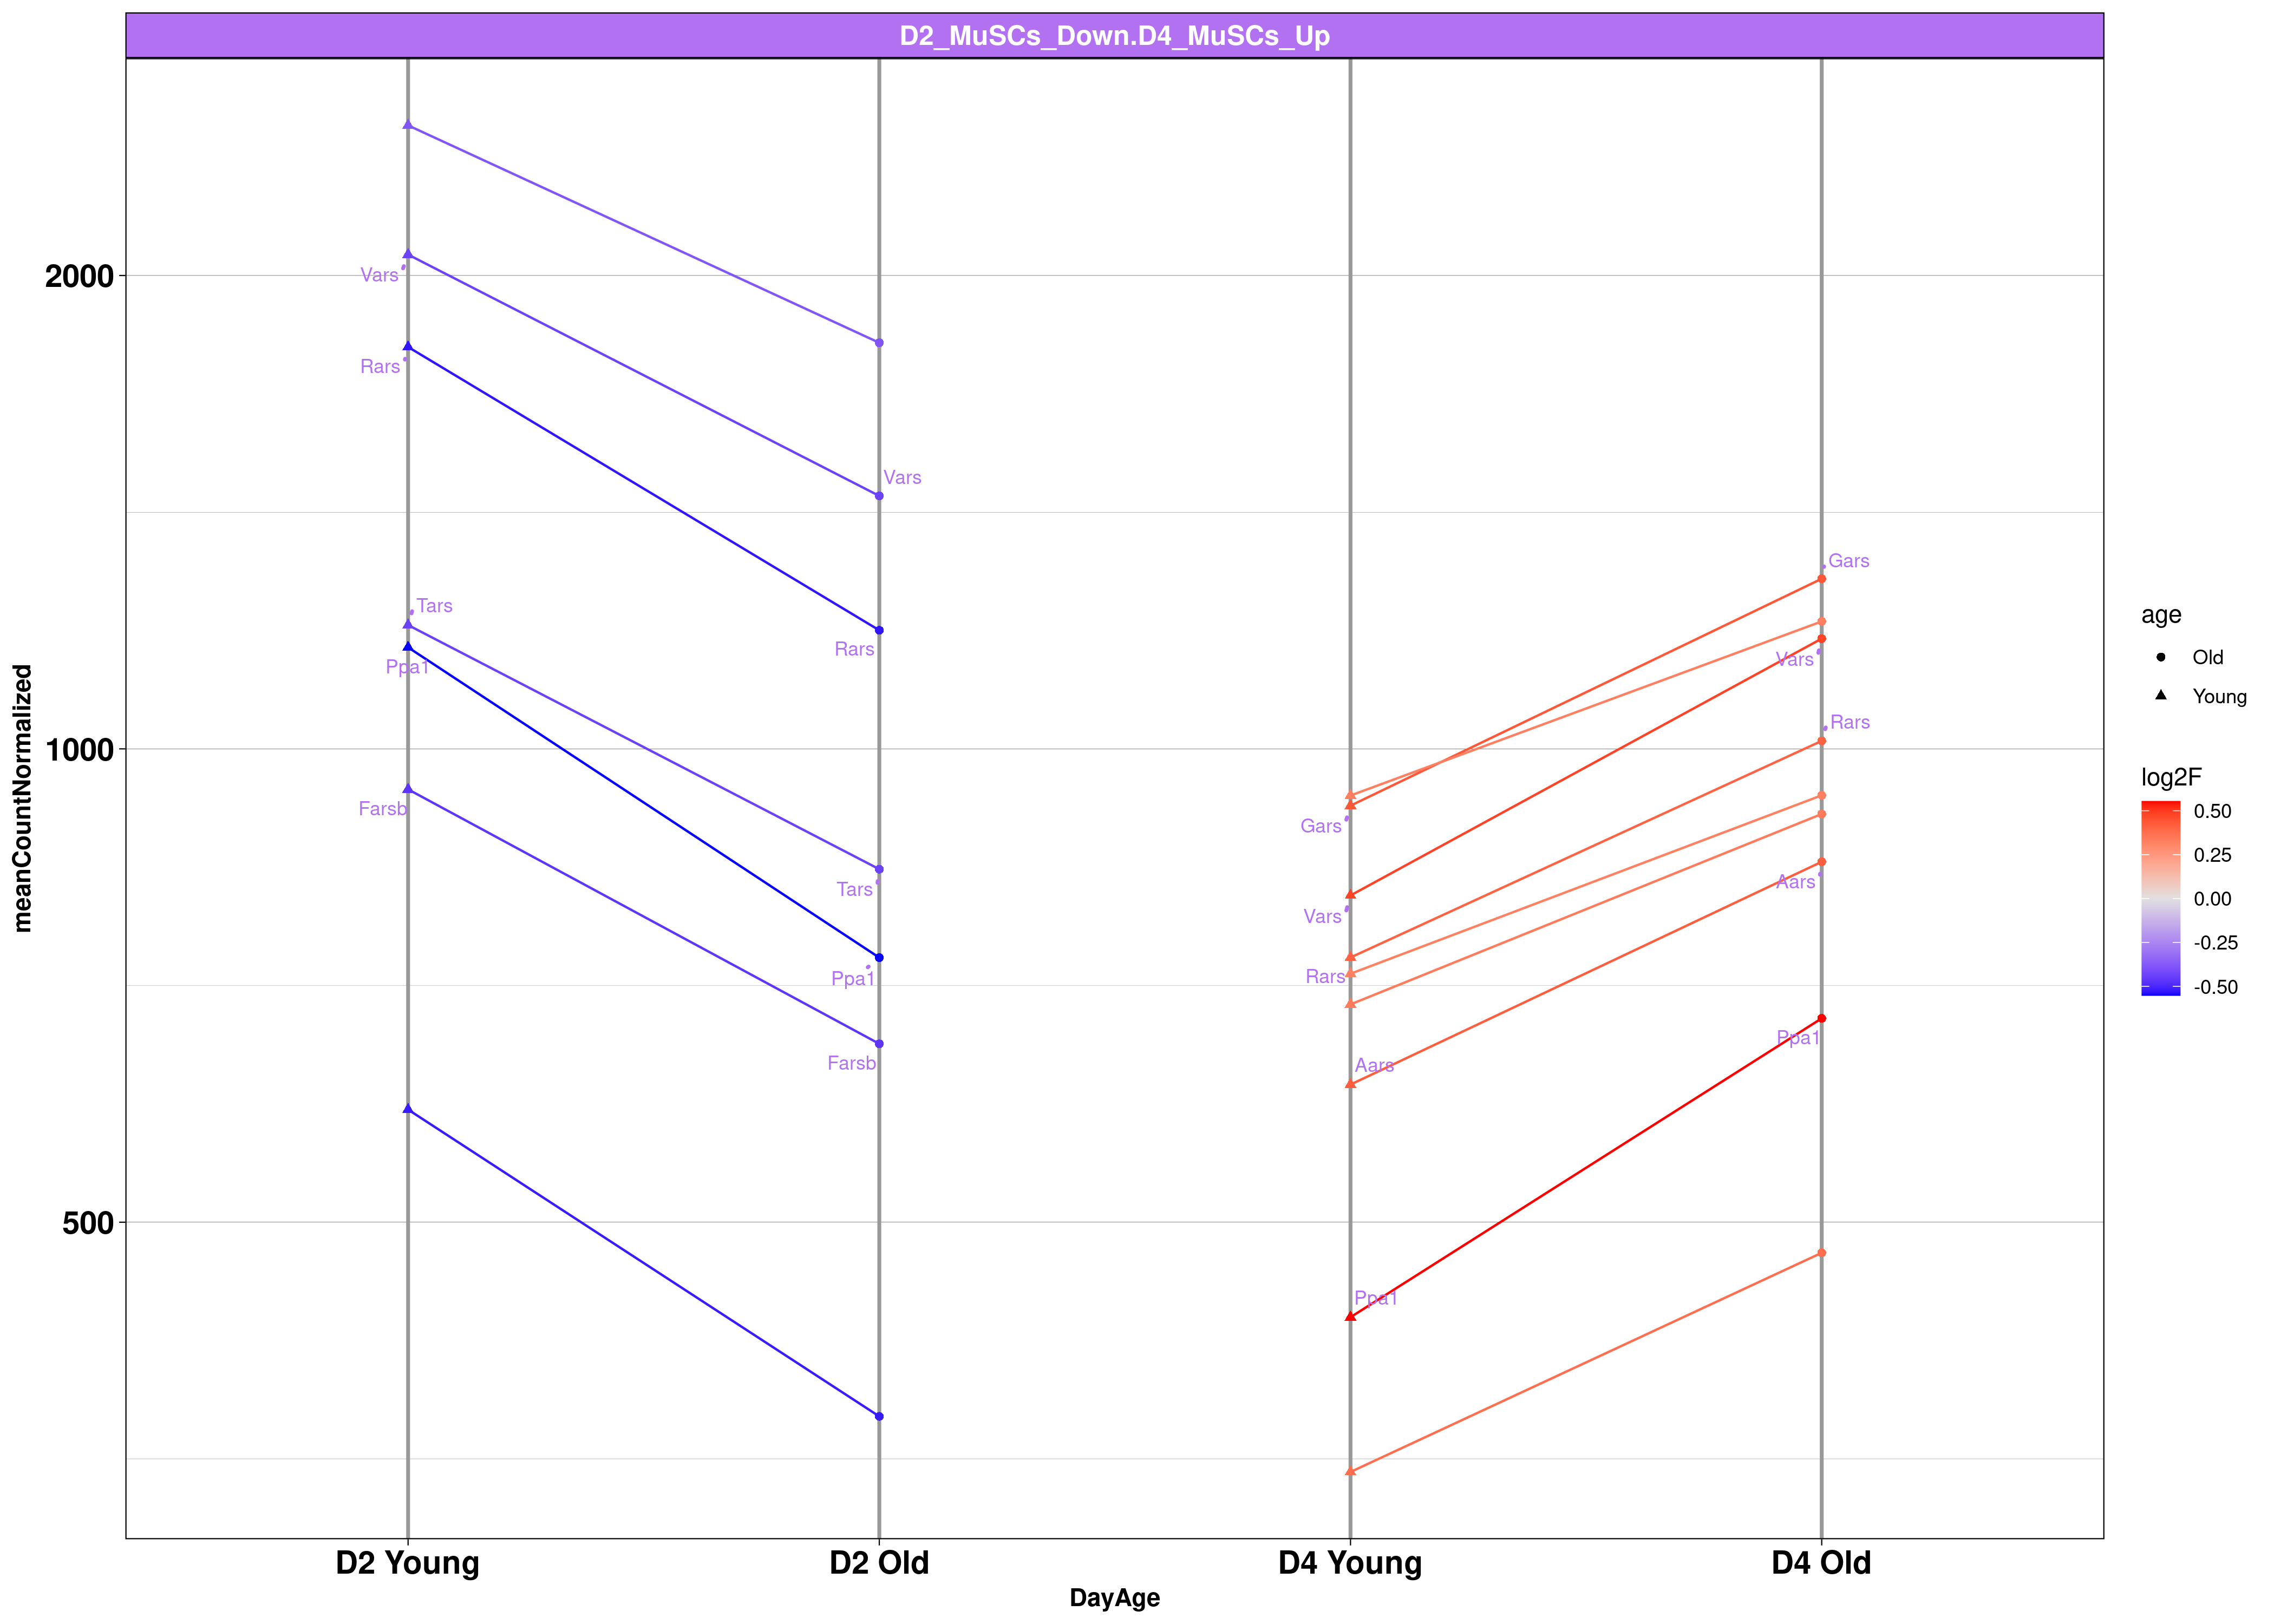 D2_MuSCs_Down.D4_MuSCs_Up
meanCountNormalized
2000
1000
500
Vars
Rars
Tars
Ppa1
Farsb
Vars
Rars
Tars
Ppa1
Farsb
Gars
Vars
Rars
Aars
Ppa1
Gars
Vars
Rars
Aars
Ppa1
D2 Young
D2 Old
D4 Young
D4 Old
DayAge
age
Old
Young
log2F
0.50
0.25
0.00
-0.25
-0.50